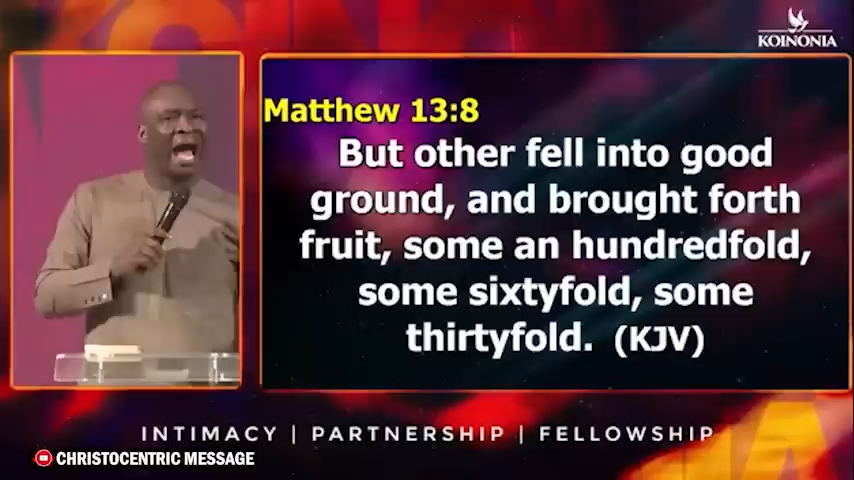 KOINONIA
Matthew 13:8
But other fell into good
ground, and brought forth
fruit, some an hundredfold,
some sixtyfold, some
thirtyfold. (KJV)
INTIMACY | PARTNERSHIP | FELLOWSHIP
CHRISTOCENTRIC MESSAGE